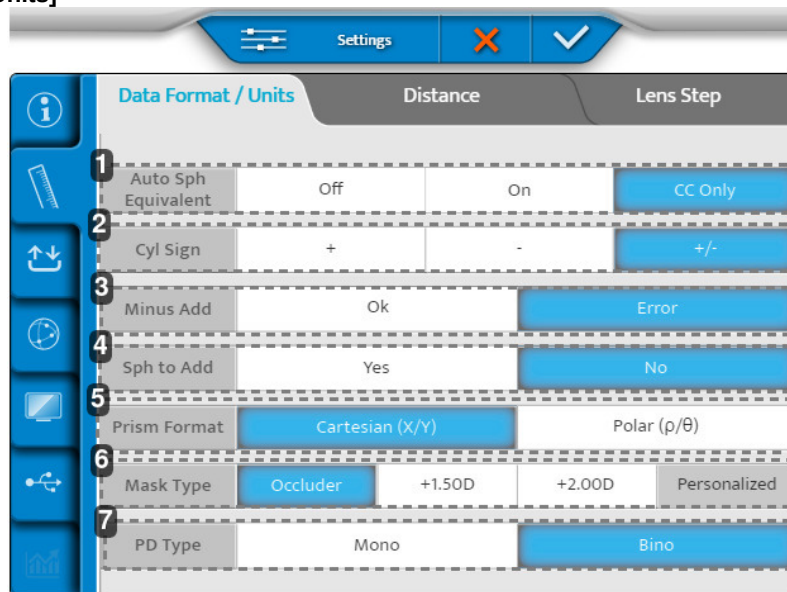 Settings
Data Format / Units Distance Lens Step
1
Auto Sph Equivalent Off On CC Only
2
Cyl Sign + - +/-
3
Minus Add Ok Error
4
Sph to Add Yes No
5
Prism Format Cartesian (X/Y) Polar (ρ/θ)
6
Mask Type Occluder +1.50D +2.00D Personalized
7
PD Type Mono Bino